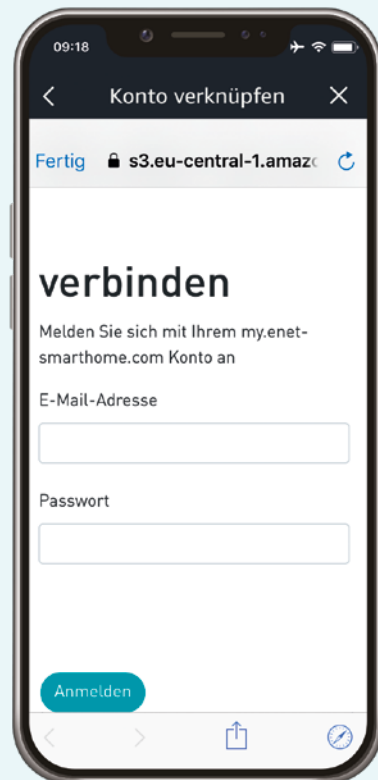 09:18
Konto verknüpfen
Fertig s3.eu-central-1.amazo
verbinden
Melden Sie sich mit Ihrem my.enet-
smarthome.com Konto an
E-Mail-Adresse
Passwort
Anmelden